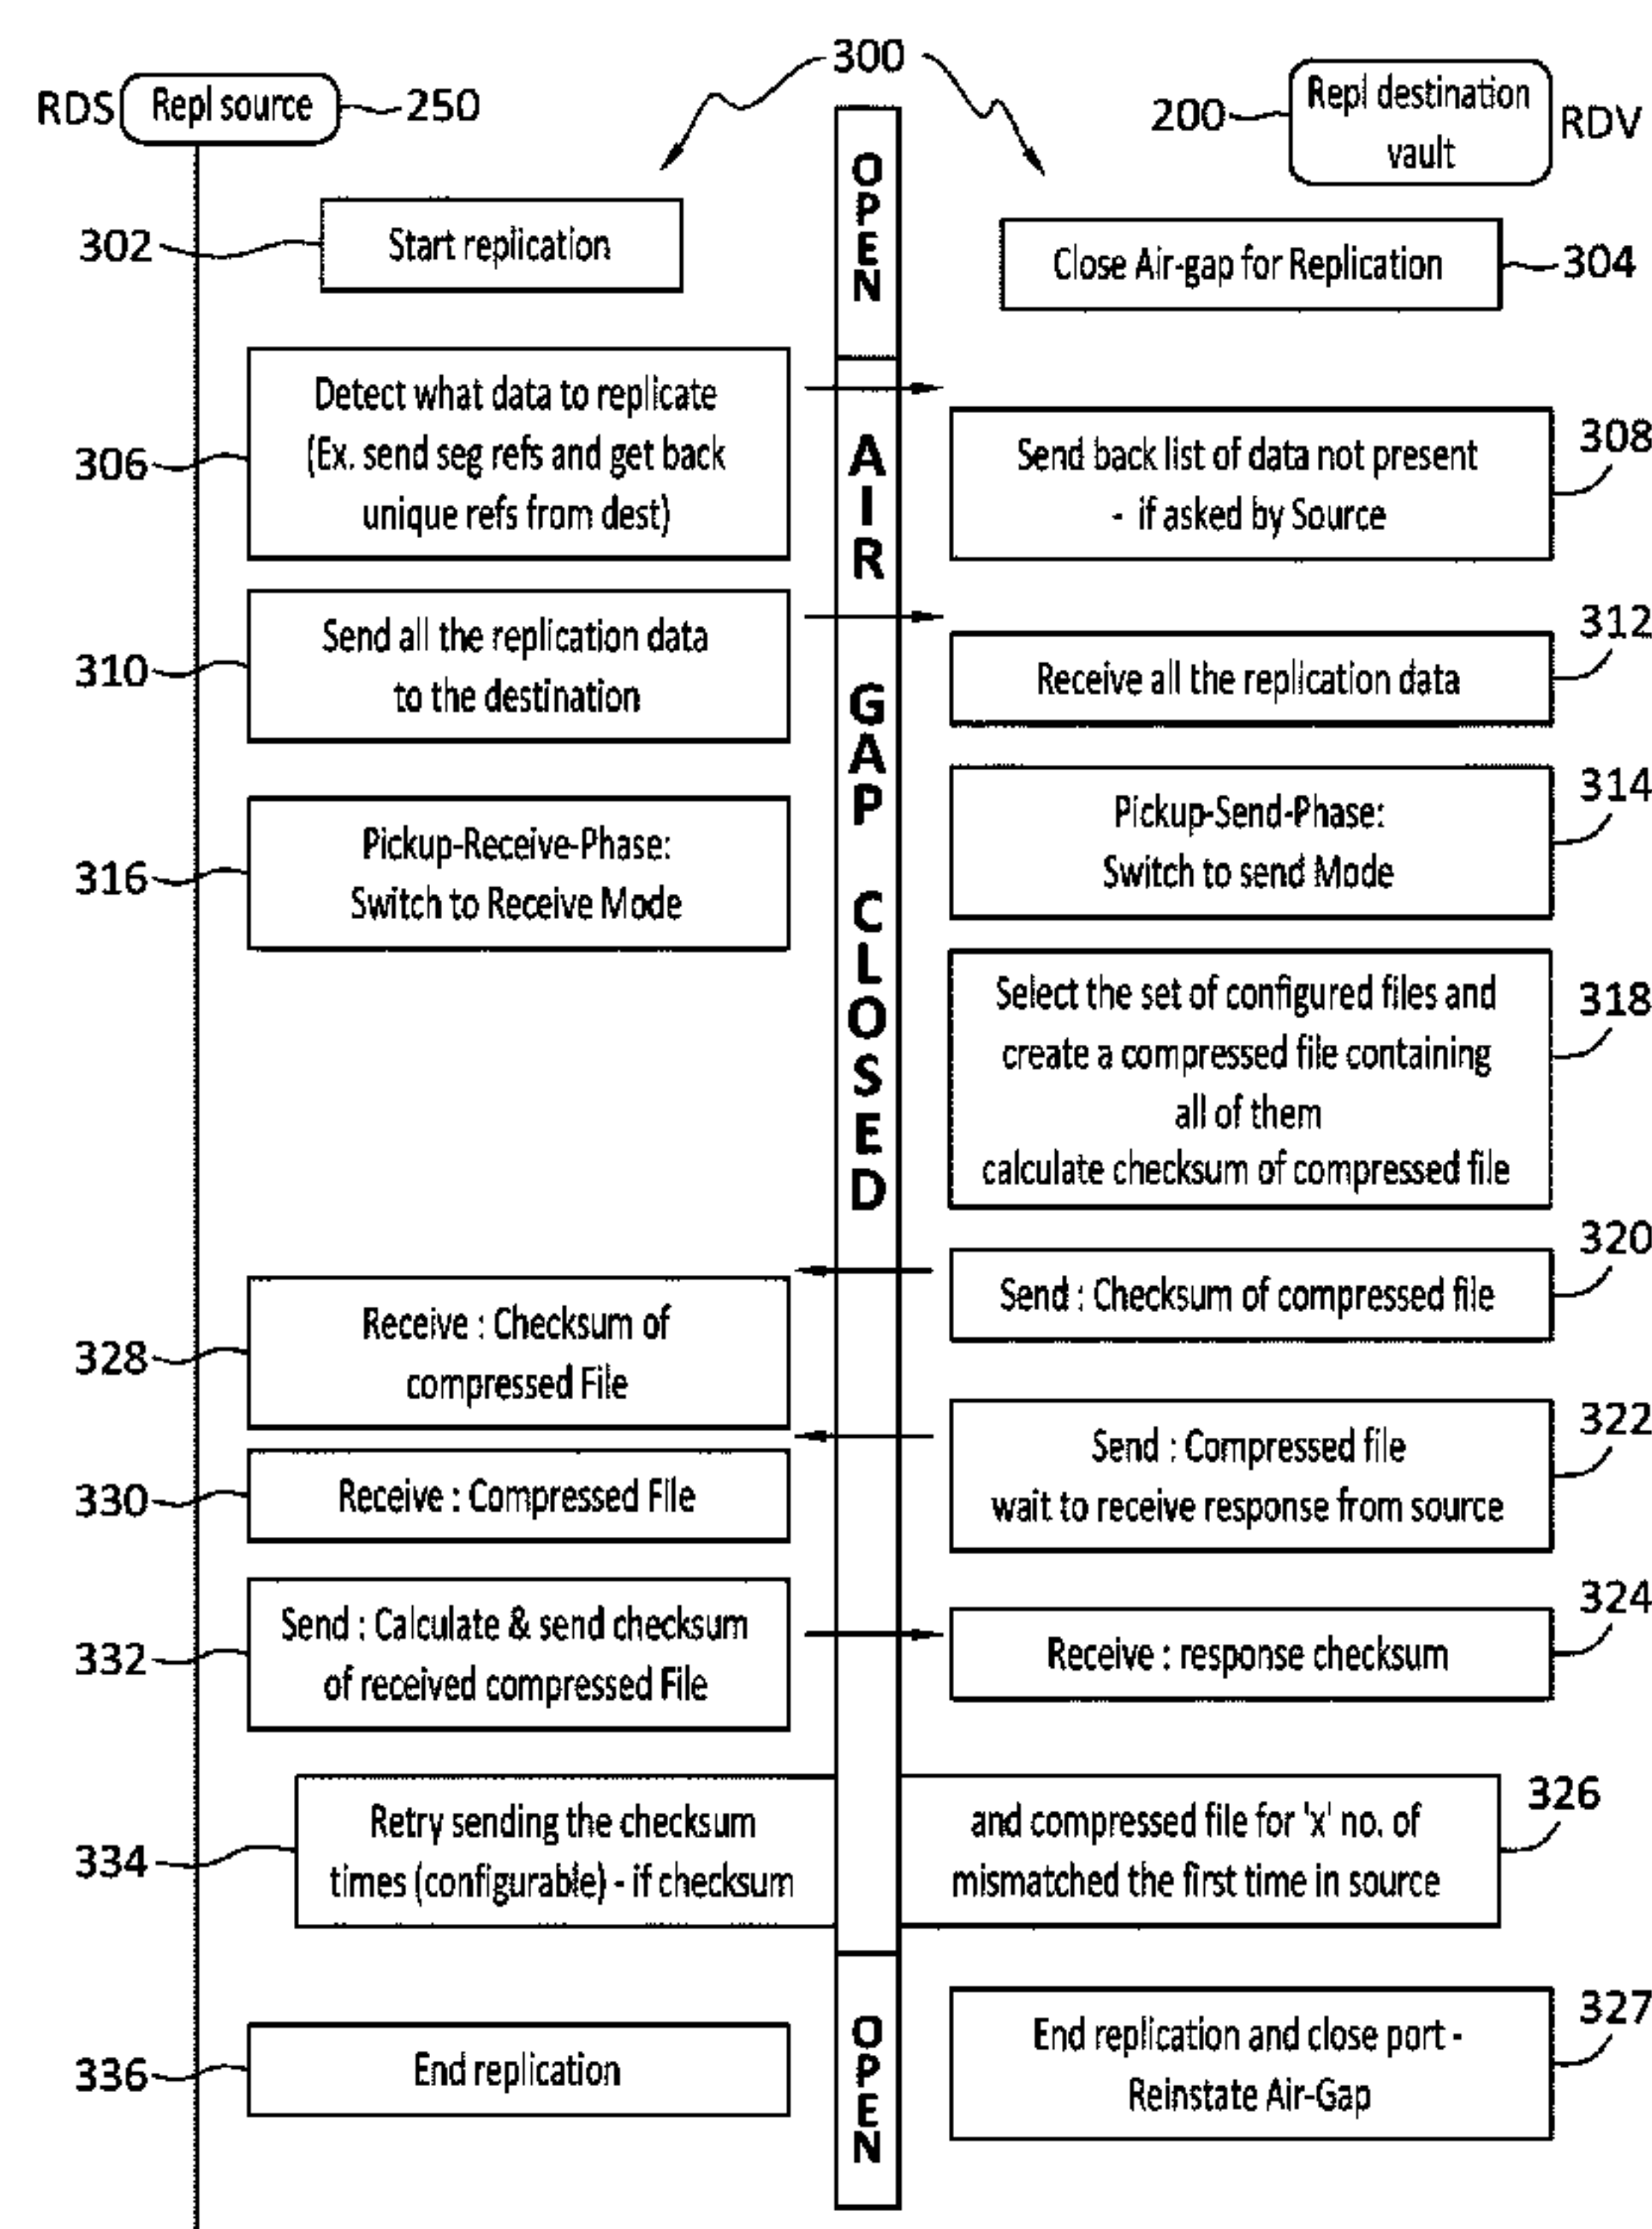 300
RDS
Repl source
250
200
Repl destination
vault
RDV
OPEN
302
Start replication
Close Air-gap for Replication
304
AIR GAP CLOSED
306
Detect what data to replicate
(Ex. send seg refs and get back
unique refs from dest)
308
Send back list of data not present
- if asked by Source
310
Send all the replication data
to the destination
312
Receive all the replication data
314
Pickup-Send-Phase:
Switch to send Mode
316
Pickup-Receive-Phase:
Switch to Receive Mode
318
Select the set of configured files and
create a compressed file containing
all of them
calculate checksum of compressed file
320
Send : Checksum of compressed file
328
Receive : Checksum of
compressed File
322
Send : Compressed file
wait to receive response from source
330
Receive : Compressed File
332
Send : Calculate & send checksum
of received compressed File
324
Receive : response checksum
334
Retry sending the checksum and compressed file for 'x' no. of
times (configurable) - if checksum mismatched the first time in source
326
OPEN
336
End replication
327
End replication and close port -
Reinstate Air-Gap